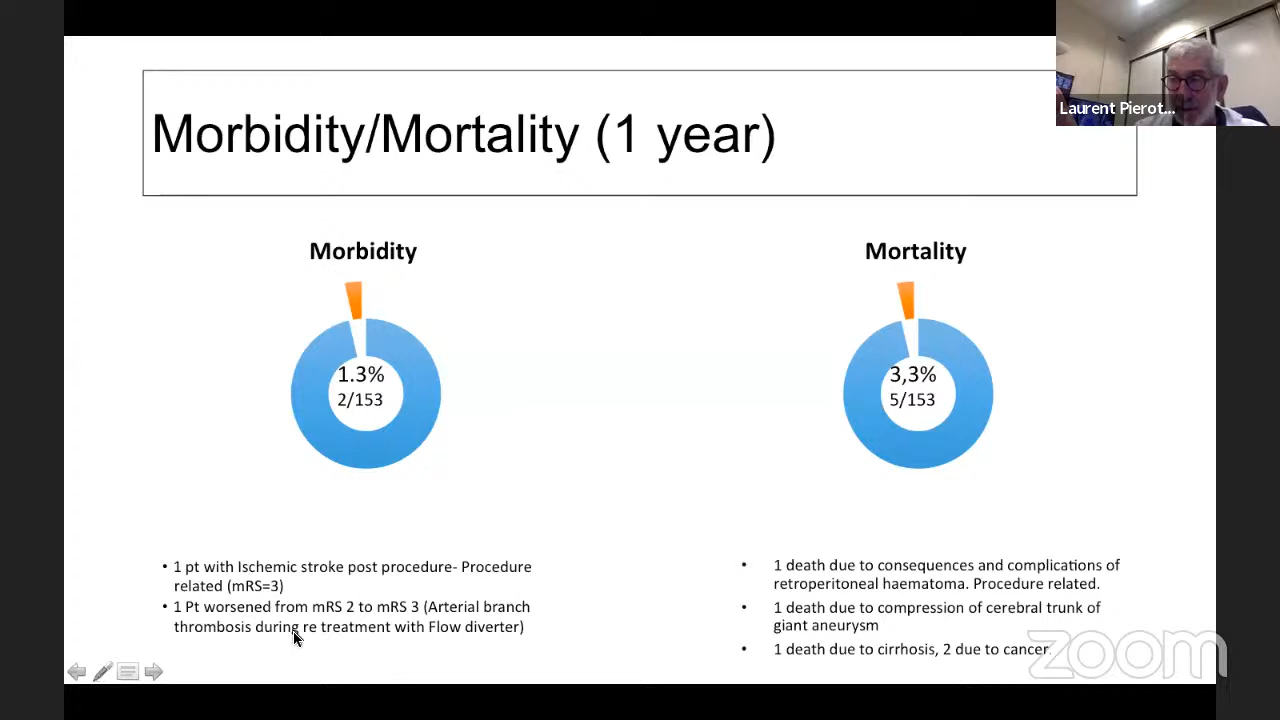 Laurent Pierot...
Morbidity/Mortality (1 year)
Morbidity
1.3%
2/153
• 1 pt with Ischemic stroke post procedure- Procedure
related (mRS=3)
• 1 Pt worsened from mRS 2 to mRS 3 (Arterial branch
thrombosis during re treatment with Flow diverter)
Mortality
3,3%
5/153
• 1 death due to consequences and complications of
retroperitoneal haematoma. Procedure related.
• 1 death due to compression of cerebral trunk of
giant aneurysm
• 1 death due to cirrhosis, 2 due to cancer.
zoom